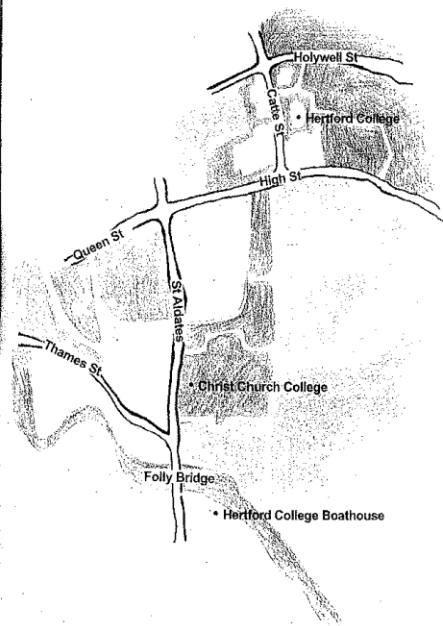 Holywell St
Catte St
Hertford College
High St
Queen St
St Aldates
Thames St
Christ Church College
Folly Bridge
Hertford College Boathouse